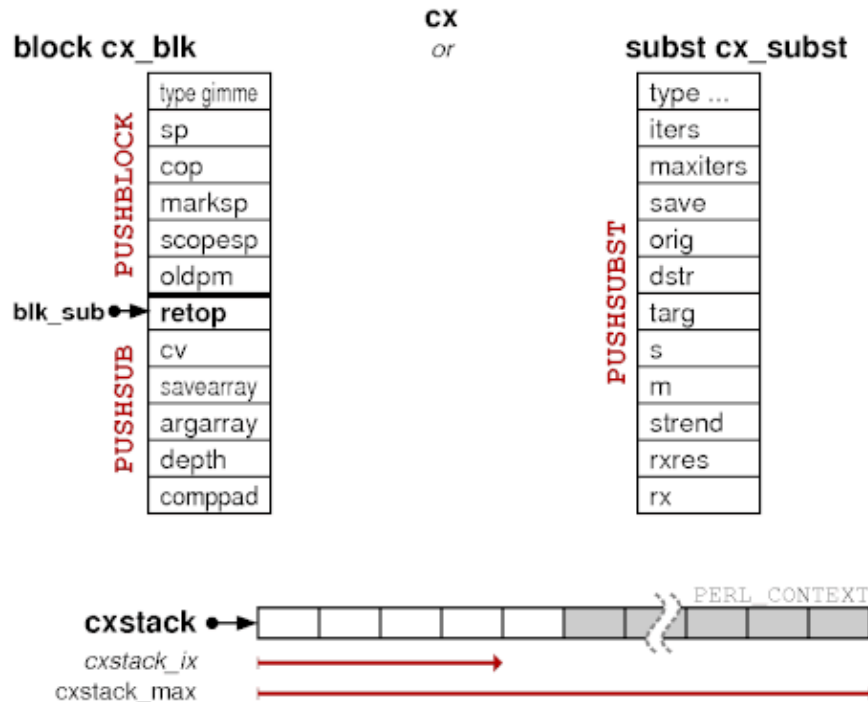 cx
or
block cx_blk
subst cx_subst
PUSHBLOCK
type gimme
sp
cop
marksp
scopesp
oldpm
blk_sub
PUSHSUB
retop
cv
savearray
argarray
depth
comppad
PUSHSUBST
type ...
iters
maxiters
save
orig
dstr
targ
s
m
strend
rxres
rx
PERL_CONTEXT
cxstack
cxstack_ix
cxstack_max